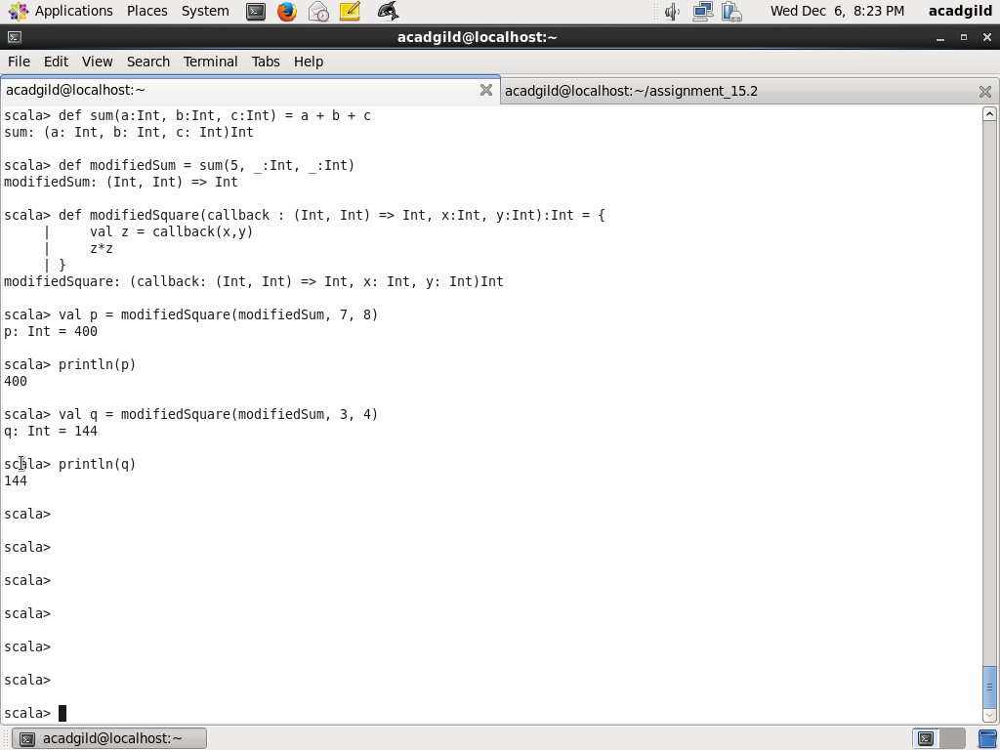 Applications Places System Wed Dec 6, 8:23 PM acadgild
acadgild@localhost:~
File Edit View Search Terminal Tabs Help
acadgild@localhost:~ acadgild@localhost:~/assignment_15.2
scala> def sum(a:Int, b:Int, c:Int) = a + b + c
sum: (a: Int, b: Int, c: Int)Int
scala> def modifiedSum = sum(5, _:Int, _:Int)
modifiedSum: (Int, Int) => Int
scala> def modifiedSquare(callback : (Int, Int) => Int, x:Int, y:Int):Int = {
|     val z = callback(x,y)
|     z*z
| }
modifiedSquare: (callback: (Int, Int) => Int, x: Int, y: Int)Int
scala> val p = modifiedSquare(modifiedSum, 7, 8)
p: Int = 400
scala> println(p)
400
scala> val q = modifiedSquare(modifiedSum, 3, 4)
q: Int = 144
scala> println(q)
144
scala>
scala>
scala>
scala>
scala>
scala>
scala>
acadgild@localhost:~